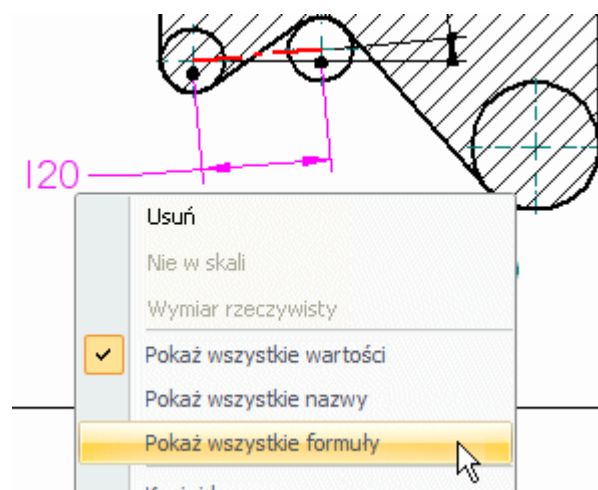 I20
Usuń
Nie w skali
Wymiar rzeczywisty
Pokaż wszystkie wartości
Pokaż wszystkie nazwy
Pokaż wszystkie formuły